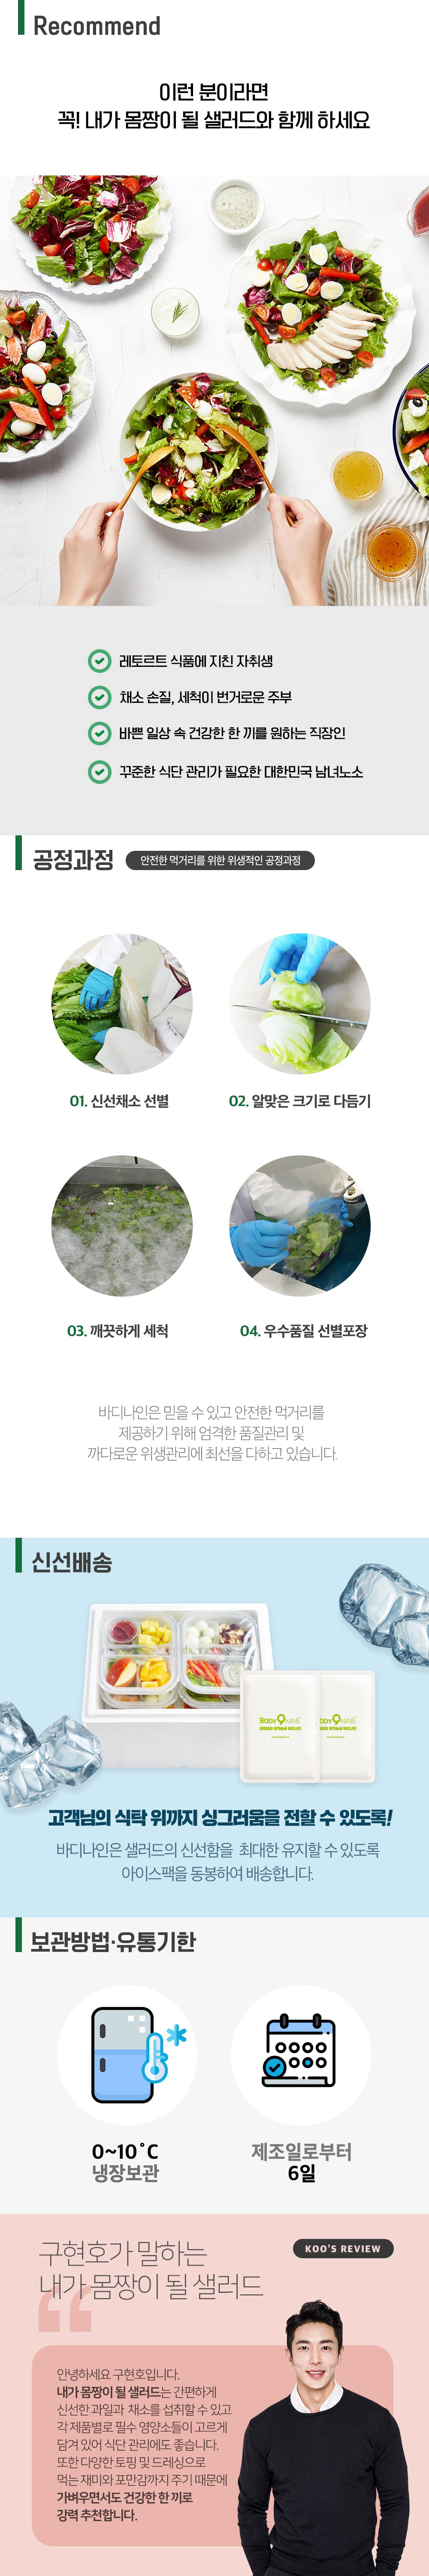 Recommend
이런 분이라면
꼭! 내가 몸짱이 될 샐러드와 함께 하세요
레토르트 식품에 지친 자취생
채소 손질, 세척이 번거로운 주부
바쁜 일상 속 건강한 한 끼를 원하는 직장인
꾸준한 식단 관리가 필요한 대한민국 남녀노소
공정과정 안전한 먹거리를 위한 위생적인 공정과정
01. 신선채소 선별
02. 알맞은 크기로 다듬기
03. 깨끗하게 세척
04. 우수품질 선별포장
바디나인은 믿을 수 있고 안전한 먹거리를
제공하기 위해 엄격한 품질관리 및
까다로운 위생관리에 최선을 다하고 있습니다.
신선배송
BODY9NINE
고객님의 식탁 위까지 싱그러움을 전할 수 있도록!
바디나인은 샐러드의 신선함을 최대한 유지할 수 있도록
아이스팩을 동봉하여 배송합니다.
보관방법·유통기한
0~10˚C
냉장보관
제조일로부터
6일
구현호가 말하는
내가 몸짱이 될 샐러드
KOO'S REVIEW
안녕하세요 구현호입니다.
내가 몸짱이 될 샐러드는 간편하게
신선한 과일과 채소를 섭취할 수 있고
각 제품별로 필수 영양소들이 고르게
담겨 있어 식단 관리에도 좋습니다.
또한 다양한 토핑 및 드레싱으로
먹는 재미와 포만감까지 주기 때문에
가벼우면서도 건강한 한 끼로
강력 추천합니다.